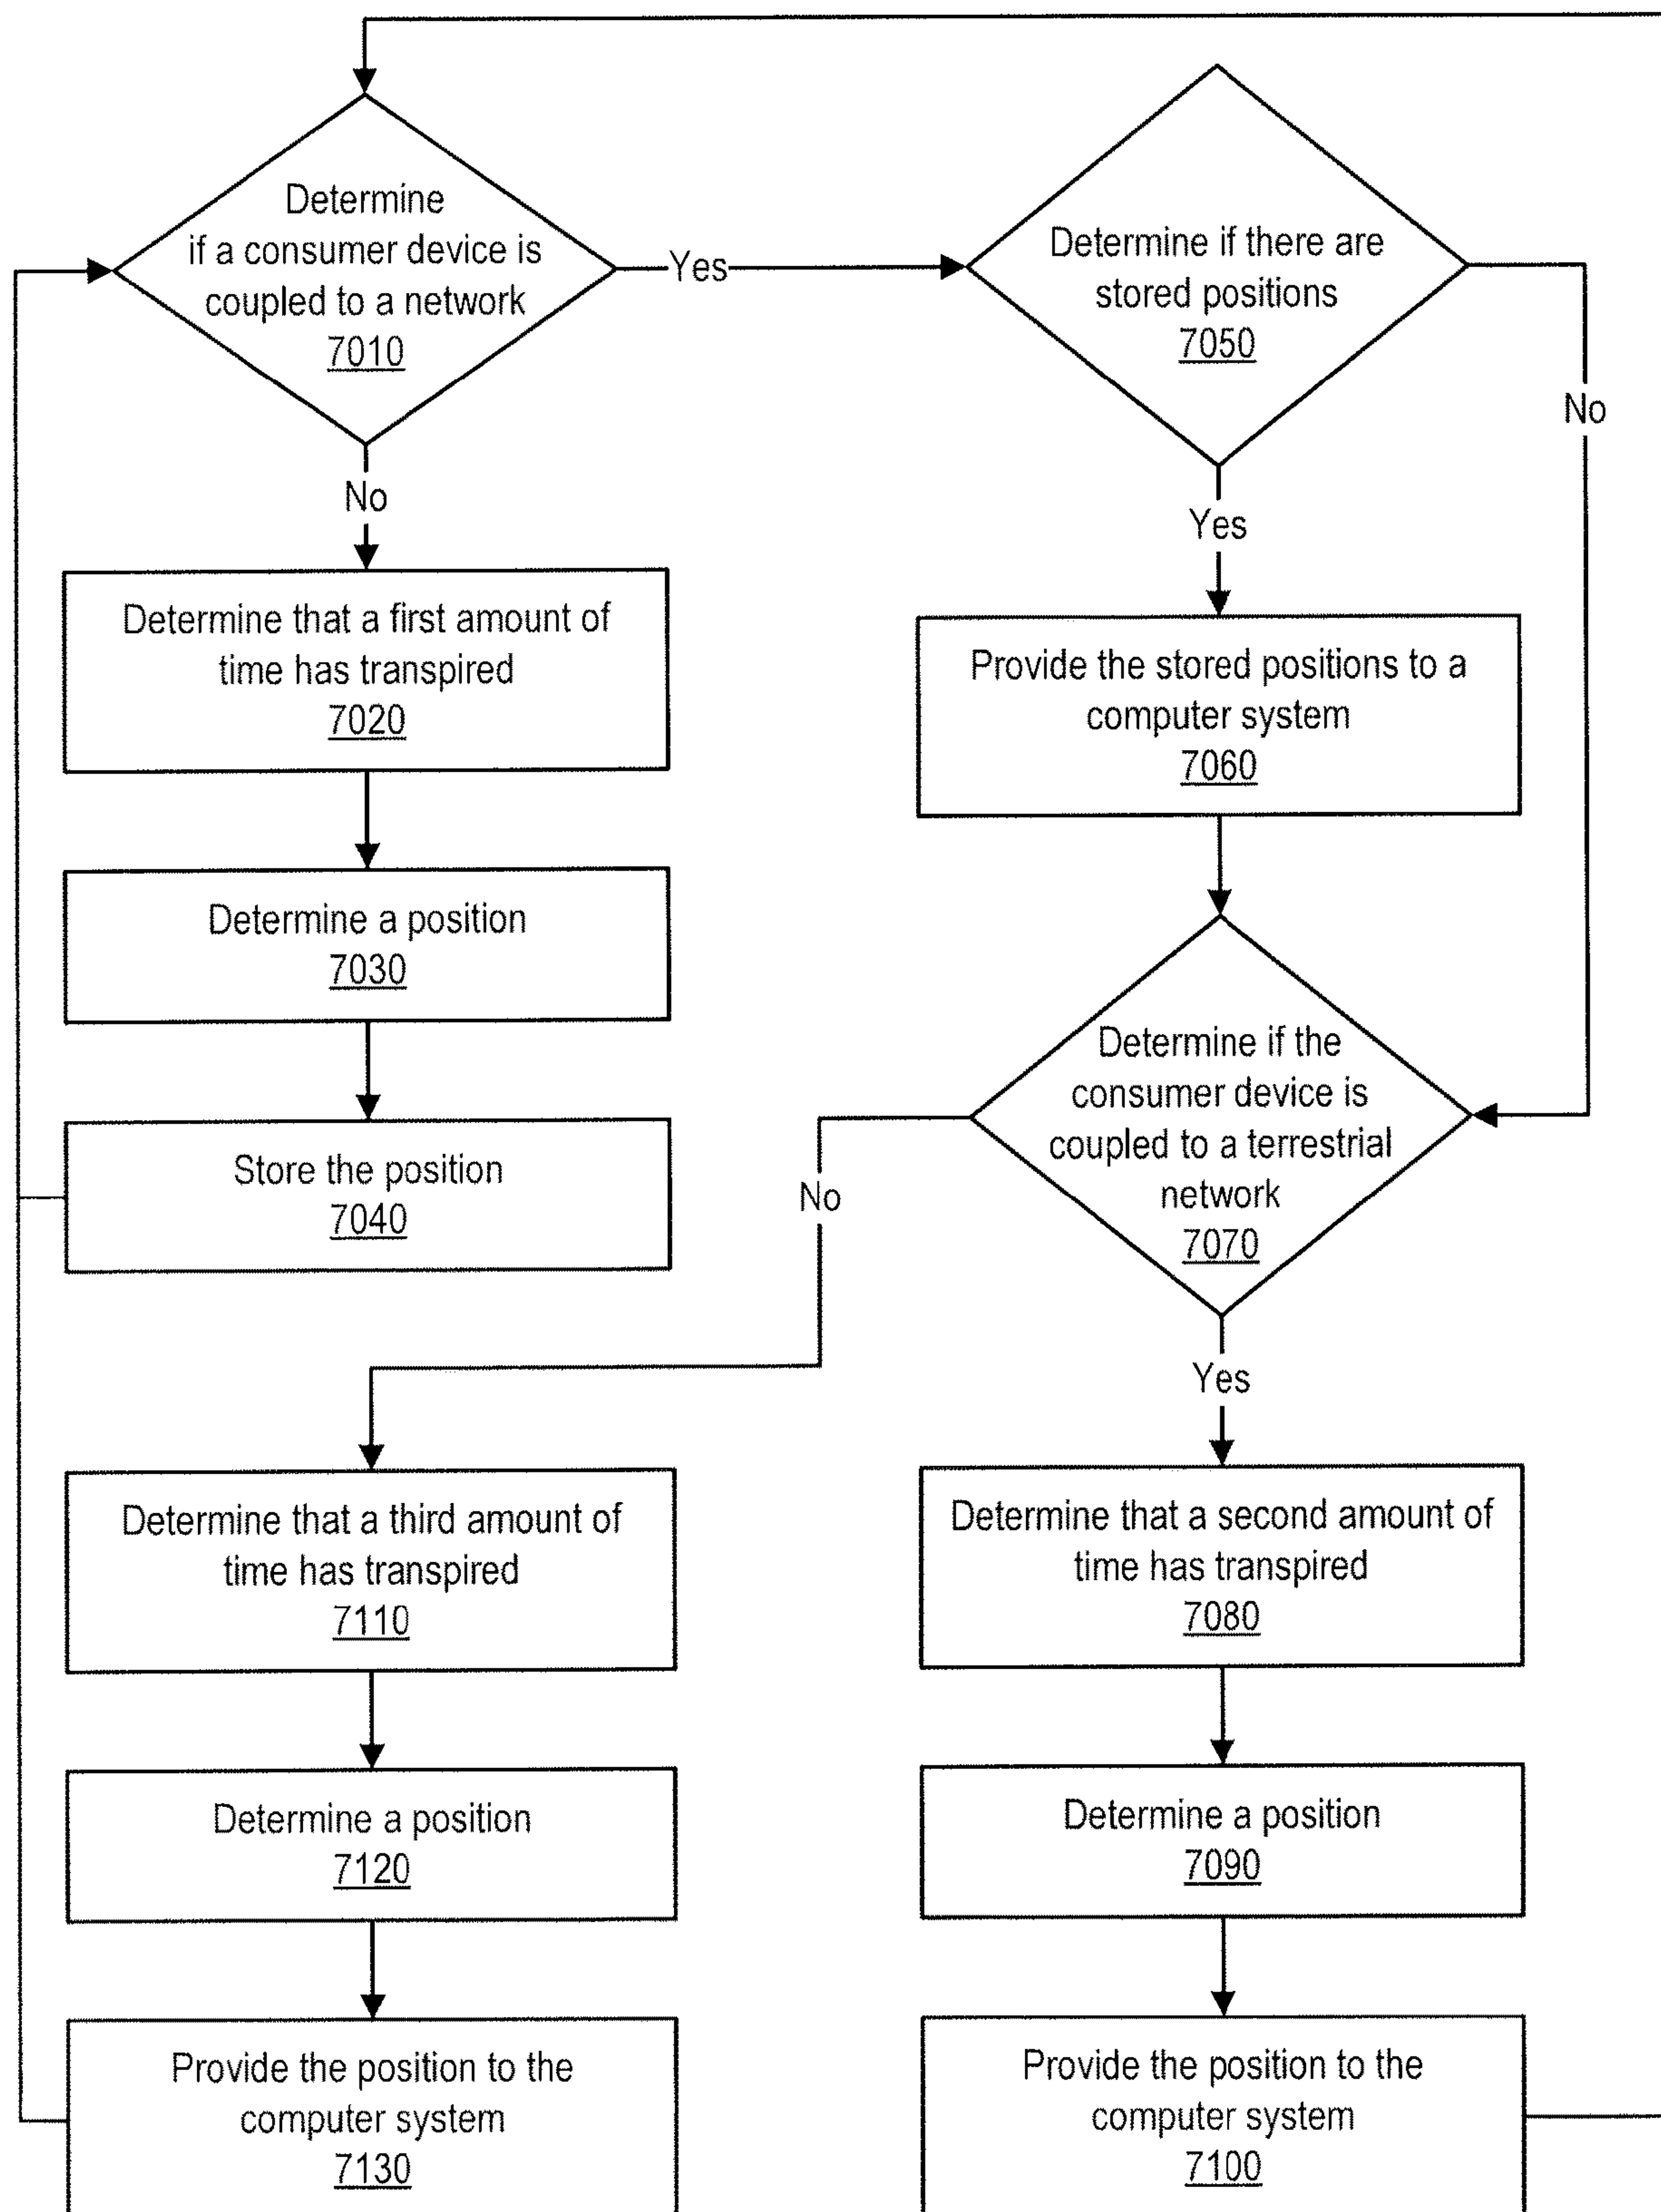 Determine
if a consumer device is
coupled to a network
7010
Yes
No
Determine that a first amount of
time has transpired
7020
Determine a position
7030
Store the position
7040
Determine if there are
stored positions
7050
No
Yes
Provide the stored positions to a
computer system
7060
Determine if the
consumer device is
coupled to a terrestrial
network
7070
No
Yes
Determine that a third amount of
time has transpired
7110
Determine a position
7120
Provide the position to the
computer system
7130
Determine that a second amount of
time has transpired
7080
Determine a position
7090
Provide the position to the
computer system
7100